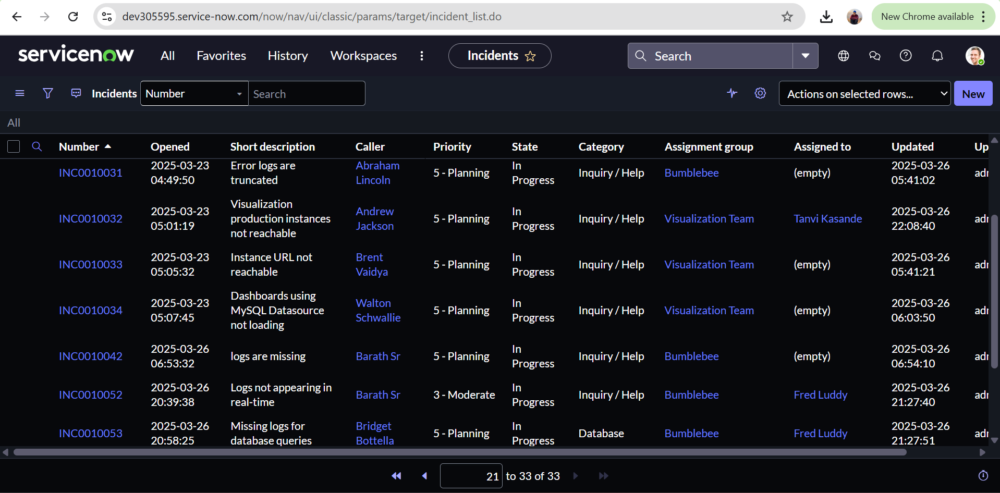 dev305595.service-now.com/now/nav/ui/classic/params/target/incident_list.do
New Chrome available
servicenow All Favorites History Workspaces Incidents Search
Incidents Number Search Actions on selected rows... New
All
Number Opened Short description Caller Priority State Category Assignment group Assigned to Updated Up
INC0010031 2025-03-23 04:49:50 Error logs are truncated Abraham Lincoln 5 - Planning In Progress Inquiry / Help Bumblebee (empty) 2025-03-26 05:41:02 adr
INC0010032 2025-03-23 05:01:19 Visualization production instances not reachable Andrew Jackson 5 - Planning In Progress Inquiry / Help Visualization Team Tanvi Kasande 2025-03-26 22:08:40 adr
INC0010033 2025-03-23 05:05:32 Instance URL not reachable Brent Vaidya 5 - Planning In Progress Inquiry / Help Visualization Team (empty) 2025-03-26 05:41:21 adr
INC0010034 2025-03-23 05:07:45 Dashboards using MySQL Datasource not loading Walton Schwallie 5 - Planning In Progress Inquiry / Help Visualization Team (empty) 2025-03-26 06:03:50 adr
INC0010042 2025-03-26 06:53:32 logs are missing Barath Sr 5 - Planning In Progress Inquiry / Help Bumblebee (empty) 2025-03-26 06:54:10 adr
INC0010052 2025-03-26 20:39:38 Logs not appearing in real-time Barath Sr 3 - Moderate In Progress Inquiry / Help Bumblebee Fred Luddy 2025-03-26 21:27:40 adr
INC0010053 2025-03-26 20:58:25 Missing logs for database queries Bridget Bottella 5 - Planning In Progress Database Bumblebee Fred Luddy 2025-03-26 21:27:51 adr
21 to 33 of 33